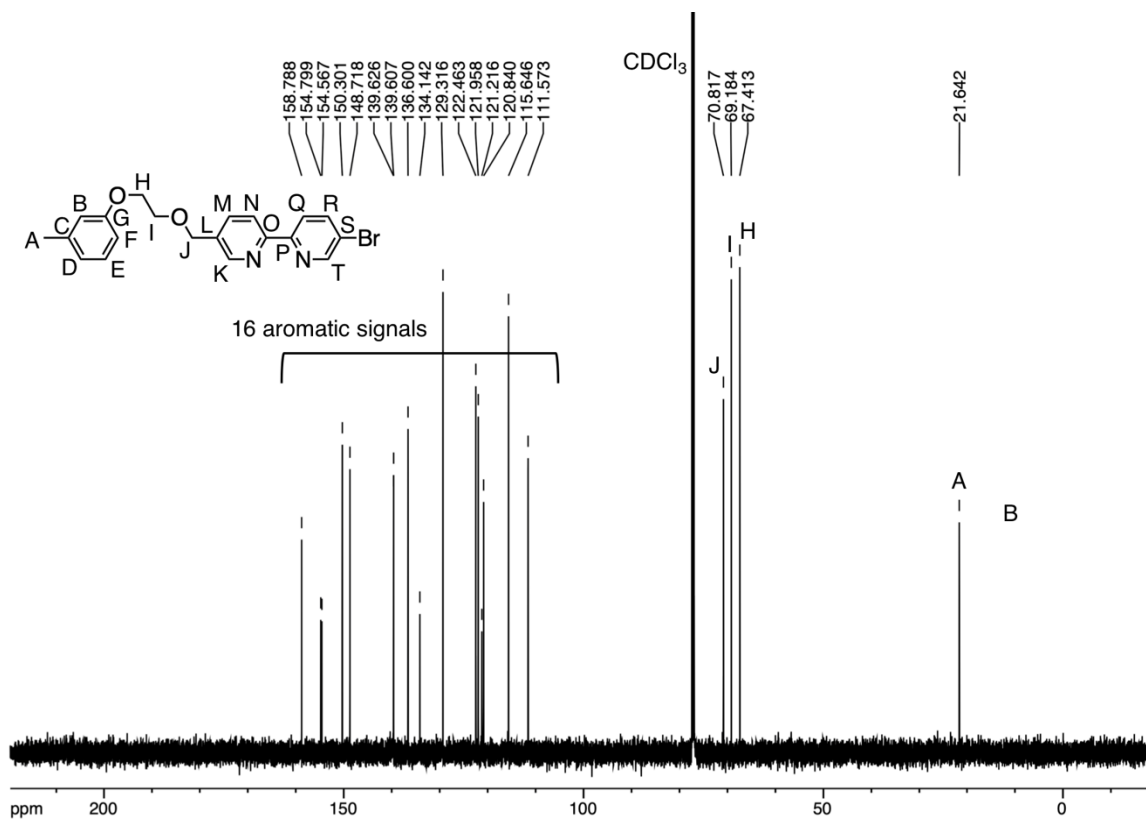 158.788
154.799
154.567
150.301
148.718
139.626
139.607
136.600
134.142
129.316
122.463
121.958
121.216
120.840
115.646
111.573
CDCl3
70.817
69.184
67.413
21.642
H
B O M N Q R
C G I O L O S Br
A F J P
D E N N T
K
16 aromatic signals
I H
J
A
B
ppm 200 150 100 50 0